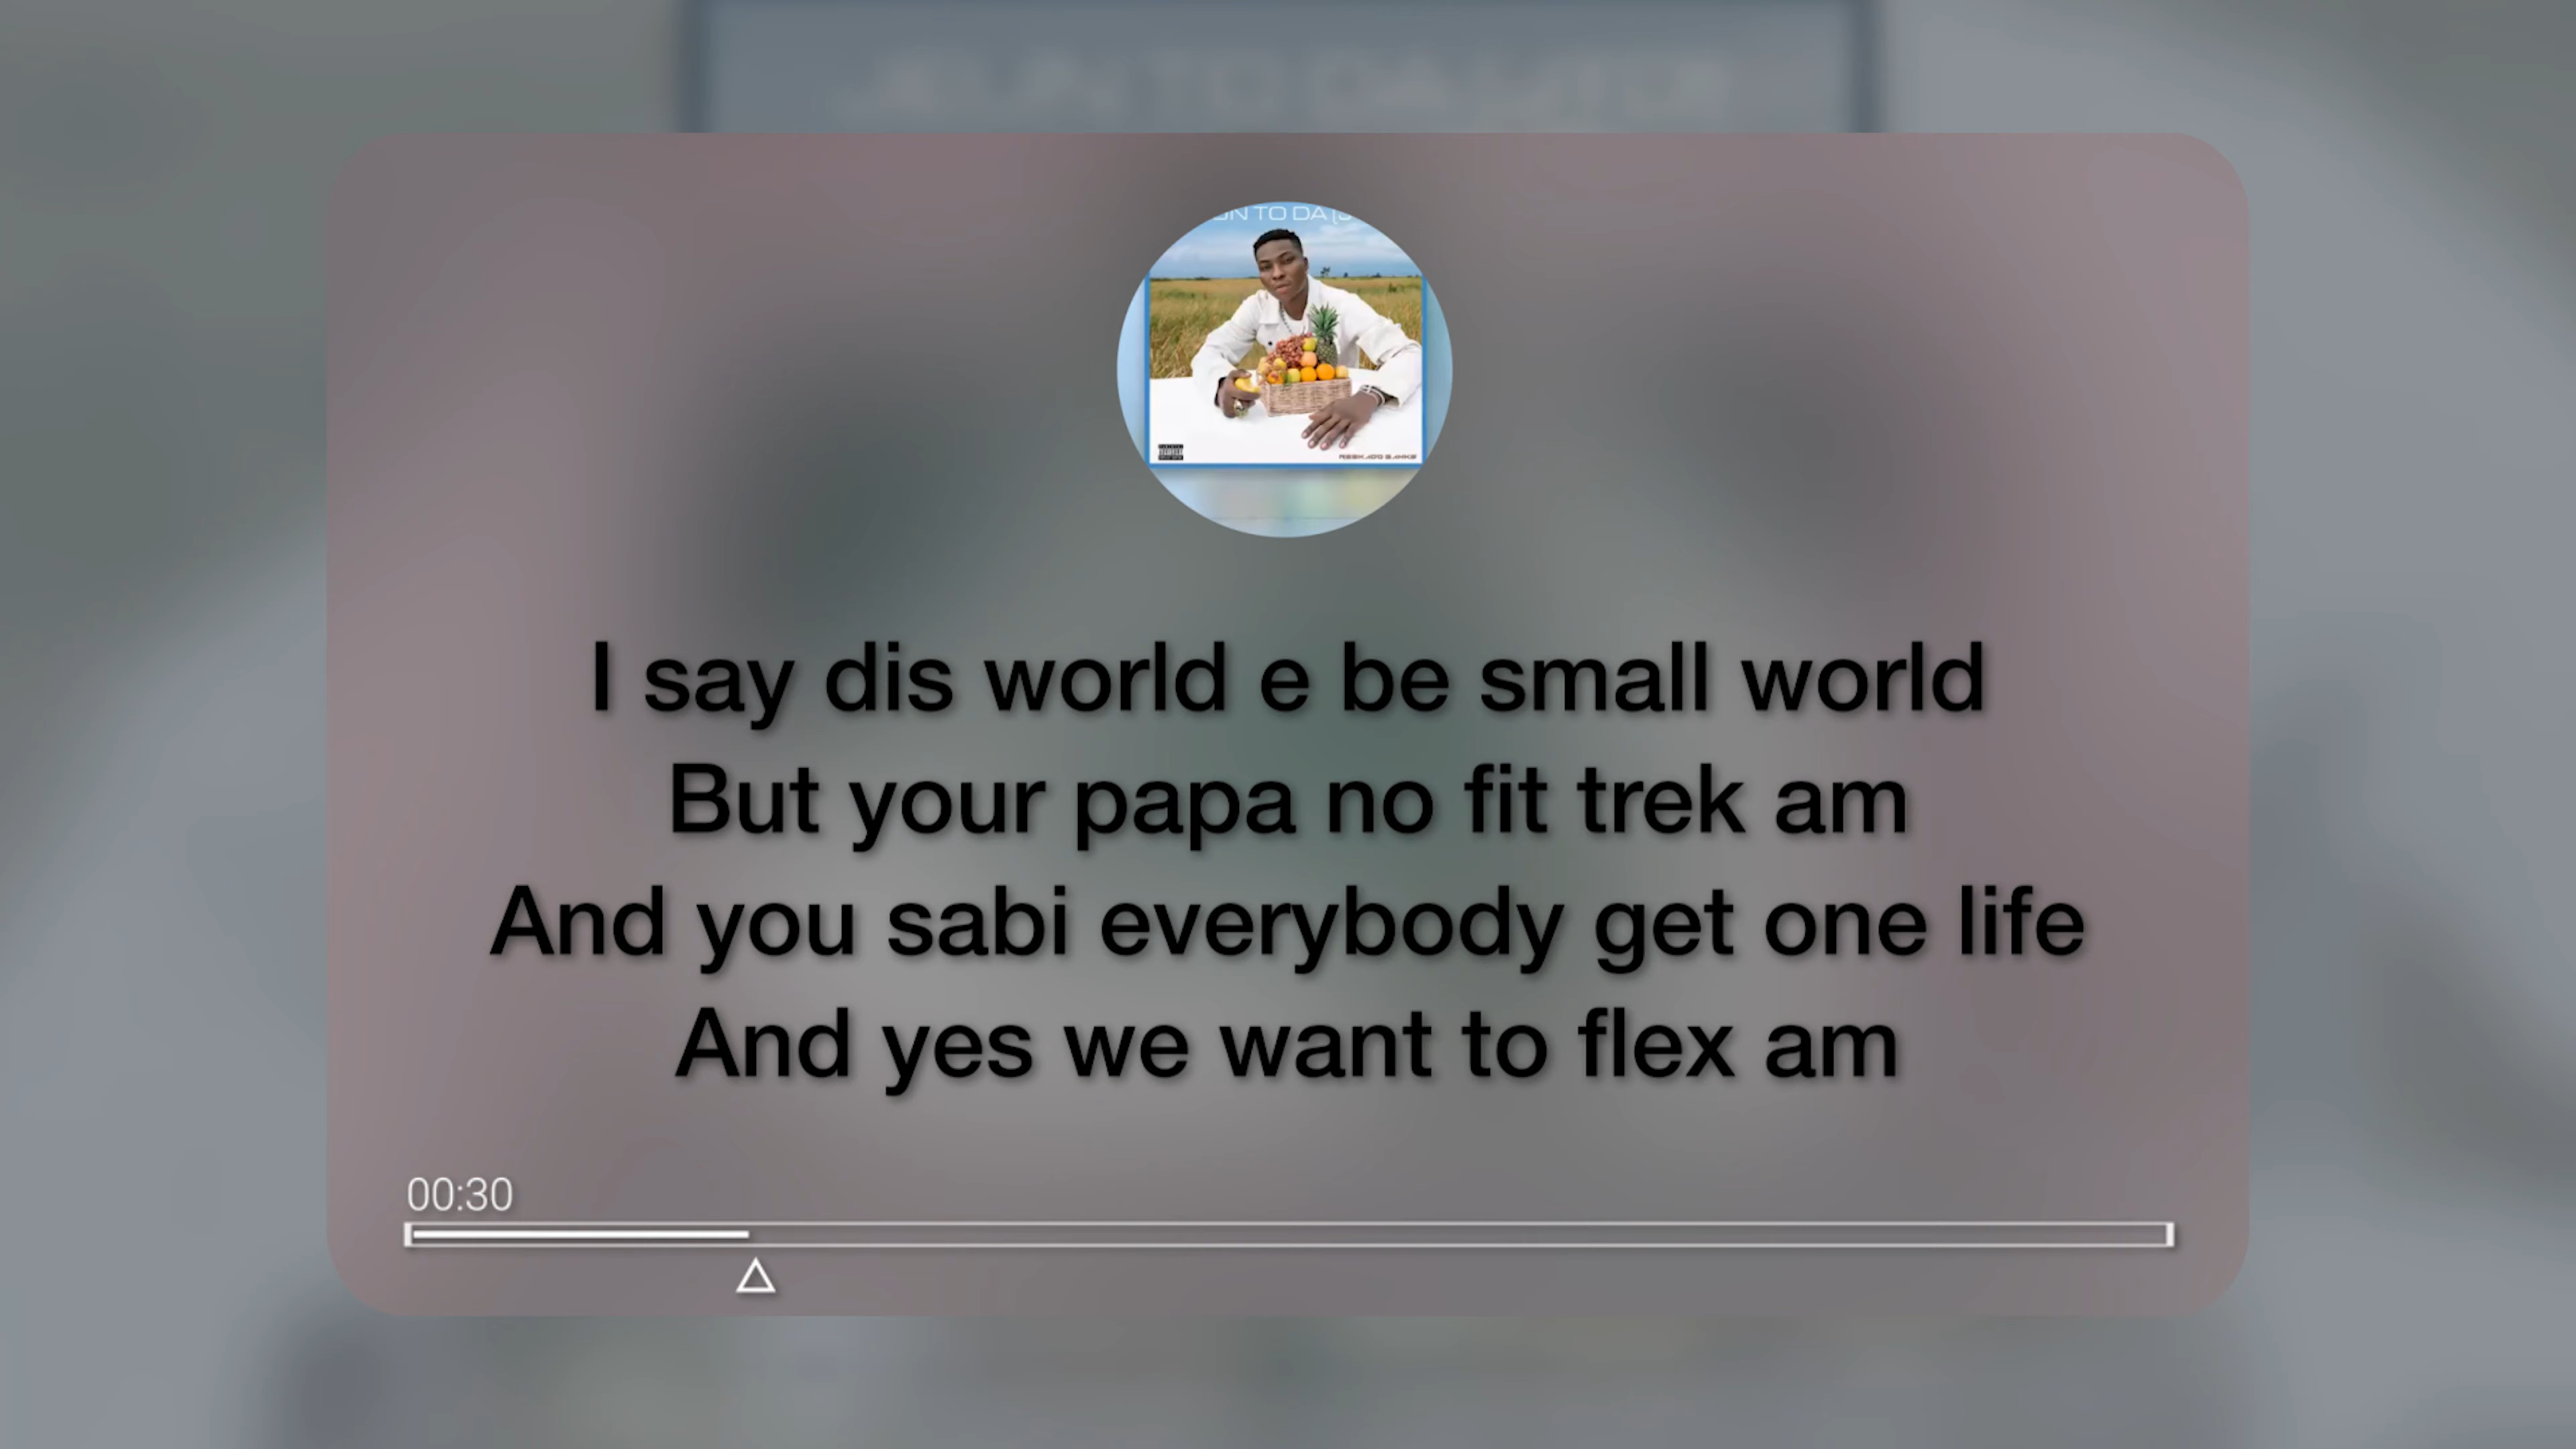 I say dis world e be small world
But your papa no fit trek am
And you sabi everybody get one life
And yes we want to flex am
00:30